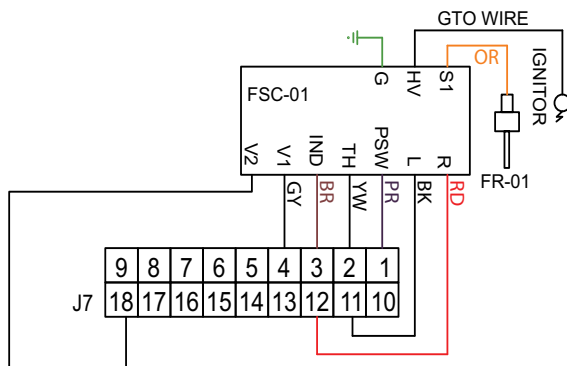 GTO WIRE
OR
IGNITOR
G
HV
S1
FSC-01
FR-01
V2
V1
IND
TH
PSW
L
R
GY
BR
YW
PR
BK
RD
9 8 7 6 5 4 3 2 1
J7 18 17 16 15 14 13 12 11 10